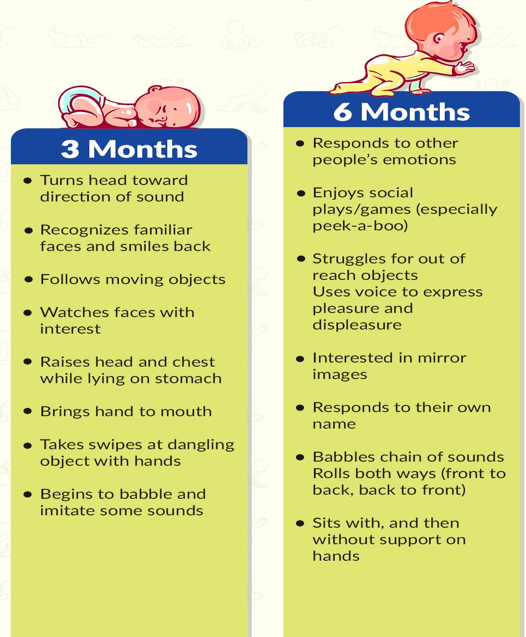 3 Months
• Turns head toward
direction of sound
• Recognizes familiar
faces and smiles back
• Follows moving objects
• Watches faces with
interest
• Raises head and chest
while lying on stomach
• Brings hand to mouth
• Takes swipes at dangling
object with hands
• Begins to babble and
imitate some sounds
6 Months
• Responds to other
people's emotions
• Enjoys social
plays/games (especially
peek-a-boo)
• Struggles for out of
reach objects
Uses voice to express
pleasure and
displeasure
• Interested in mirror
images
• Responds to their own
name
• Babbles chain of sounds
Rolls both ways (front to
back, back to front)
• Sits with, and then
without support on
hands